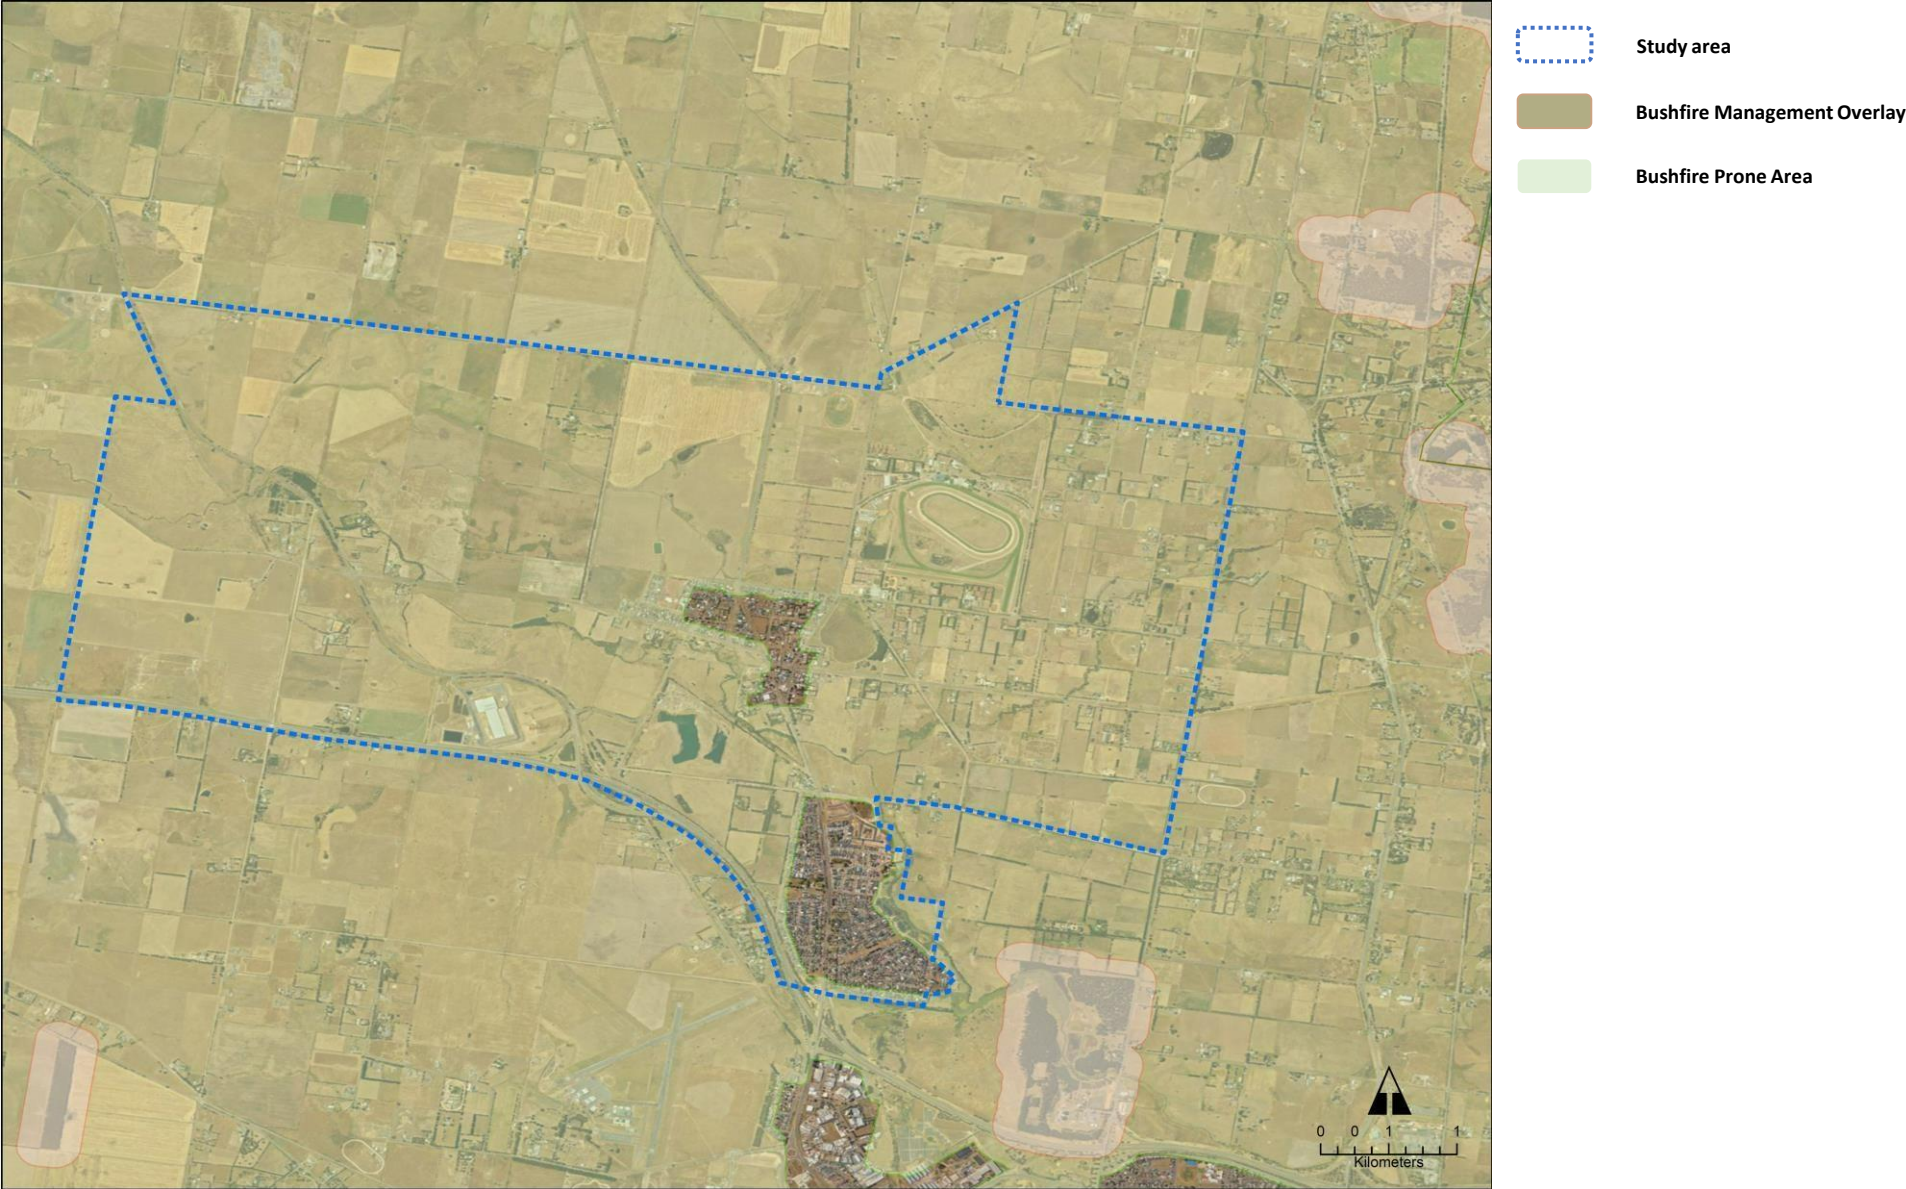 Study area
Bushfire Management Overlay
Bushfire Prone Area
0 0 1 1
Kilometers